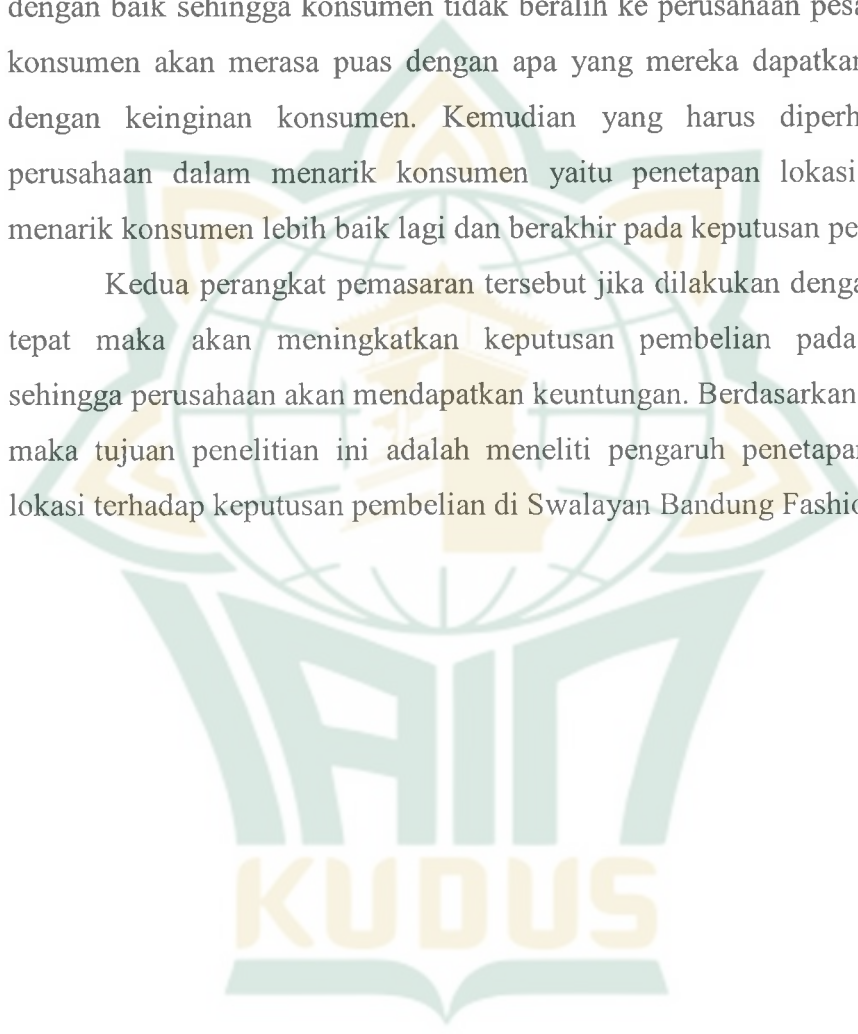 dengan baik sehingga konsumen tidak beralih ke perusahaan pesa
konsumen akan merasa puas dengan apa yang mereka dapatkan
dengan keinginan konsumen. Kemudian yang harus diperh
perusahaan dalam menarik konsumen yaitu penetapan lokasi
menarik konsumen lebih baik lagi dan berakhir pada keputusan pe
Kedua perangkat pemasaran tersebut jika dilakukan denga
tepat maka akan meningkatkan keputusan pembelian pada
sehingga perusahaan akan mendapatkan keuntungan. Berdasarkan
maka tujuan penelitian ini adalah meneliti pengaruh penetapan
lokasi terhadap keputusan pembelian di Swalayan Bandung Fashio
IAIN
KUDUS